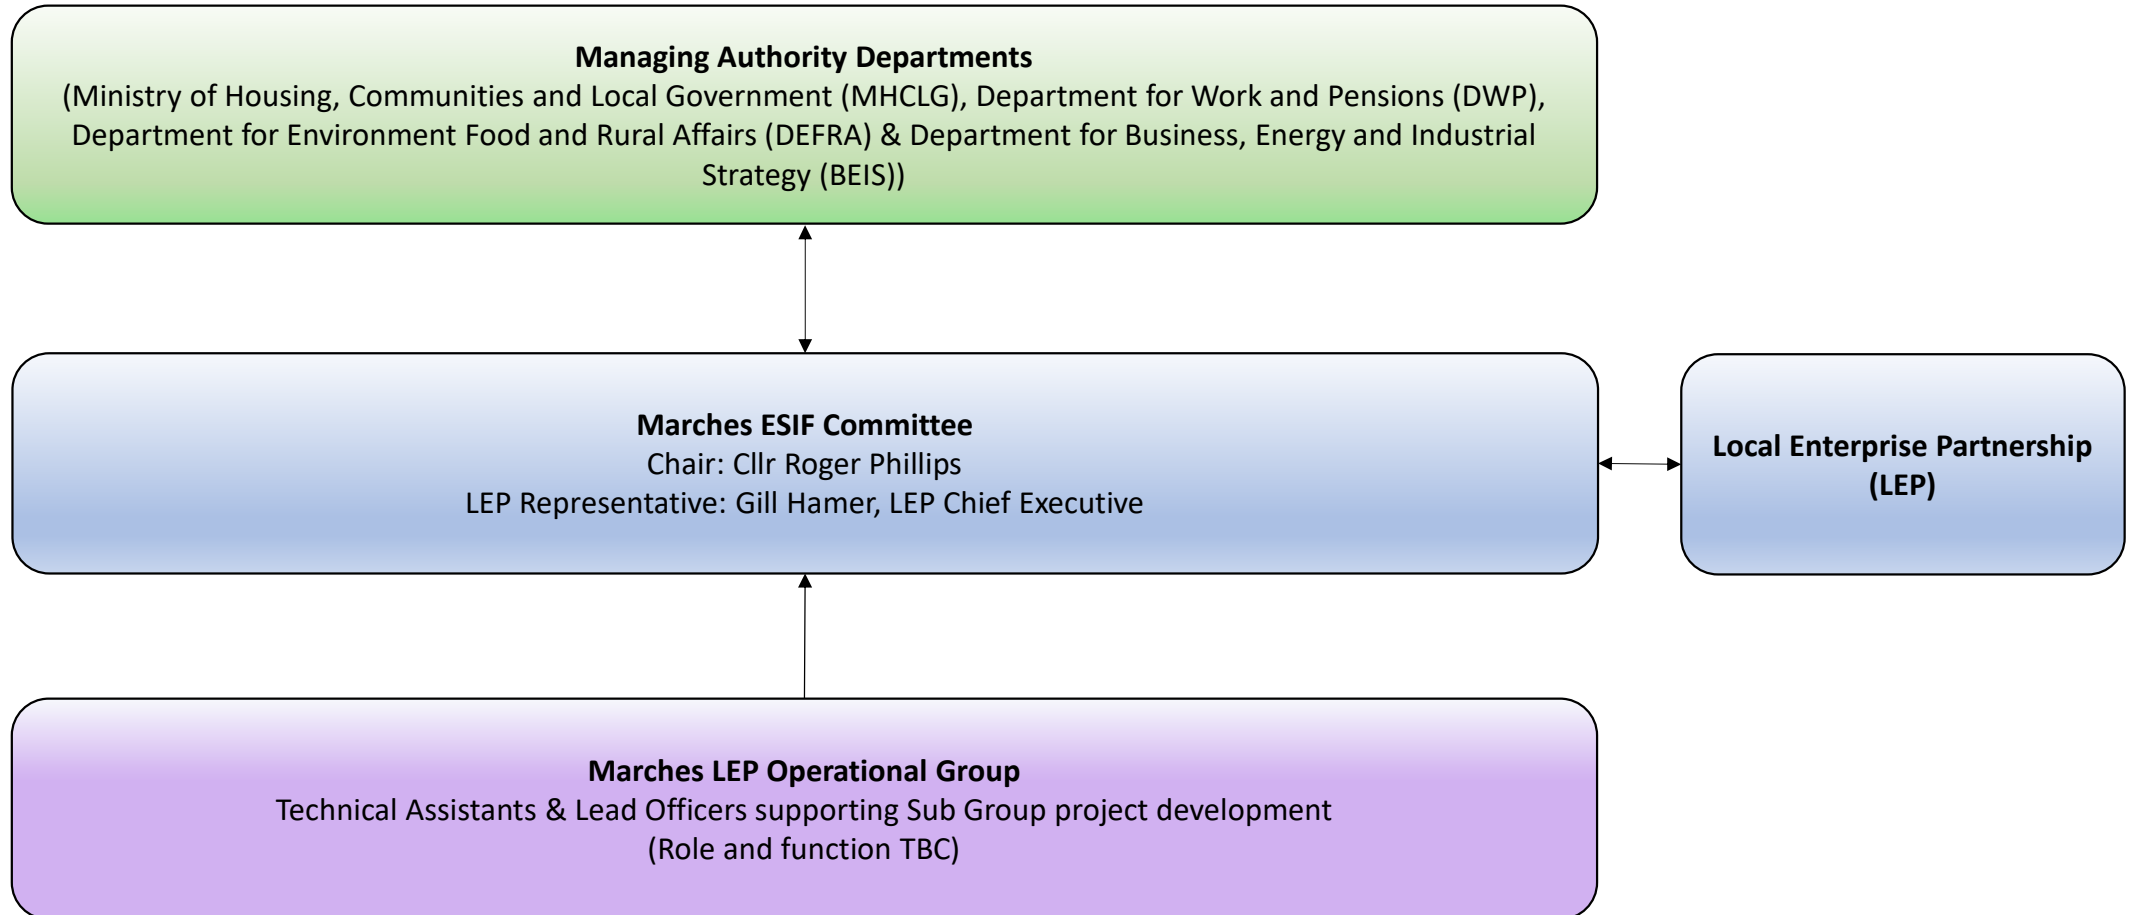 Managing Authority Departments
(Ministry of Housing, Communities and Local Government (MHCLG), Department for Work and Pensions (DWP),
Department for Environment Food and Rural Affairs (DEFRA) & Department for Business, Energy and Industrial
Strategy (BEIS))
Marches ESIF Committee
Chair: Cllr Roger Phillips
LEP Representative: Gill Hamer, LEP Chief Executive
Local Enterprise Partnership
(LEP)
Marches LEP Operational Group
Technical Assistants & Lead Officers supporting Sub Group project development
(Role and function TBC)